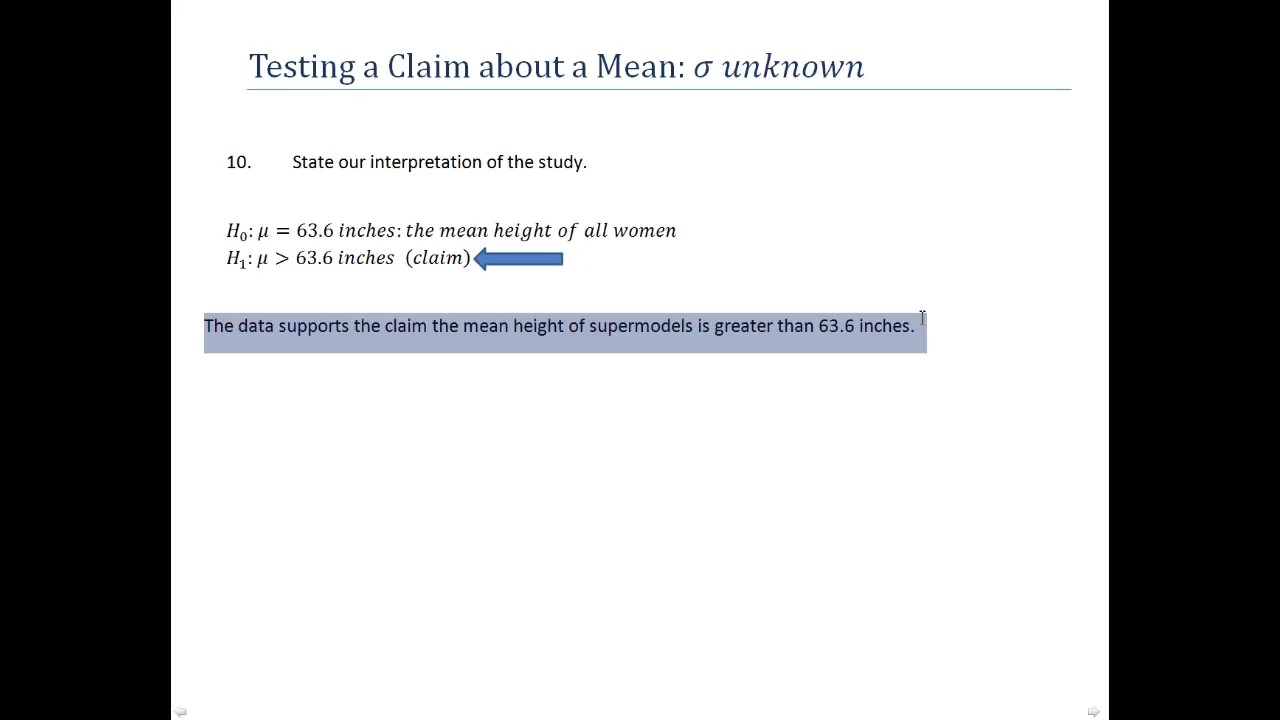 Testing a Claim about a Mean: σ unknown
10. State our interpretation of the study.
H₀: μ = 63.6 inches: the mean height of all women
H₁: μ > 63.6 inches (claim)
The data supports the claim the mean height of supermodels is greater than 63.6 inches.